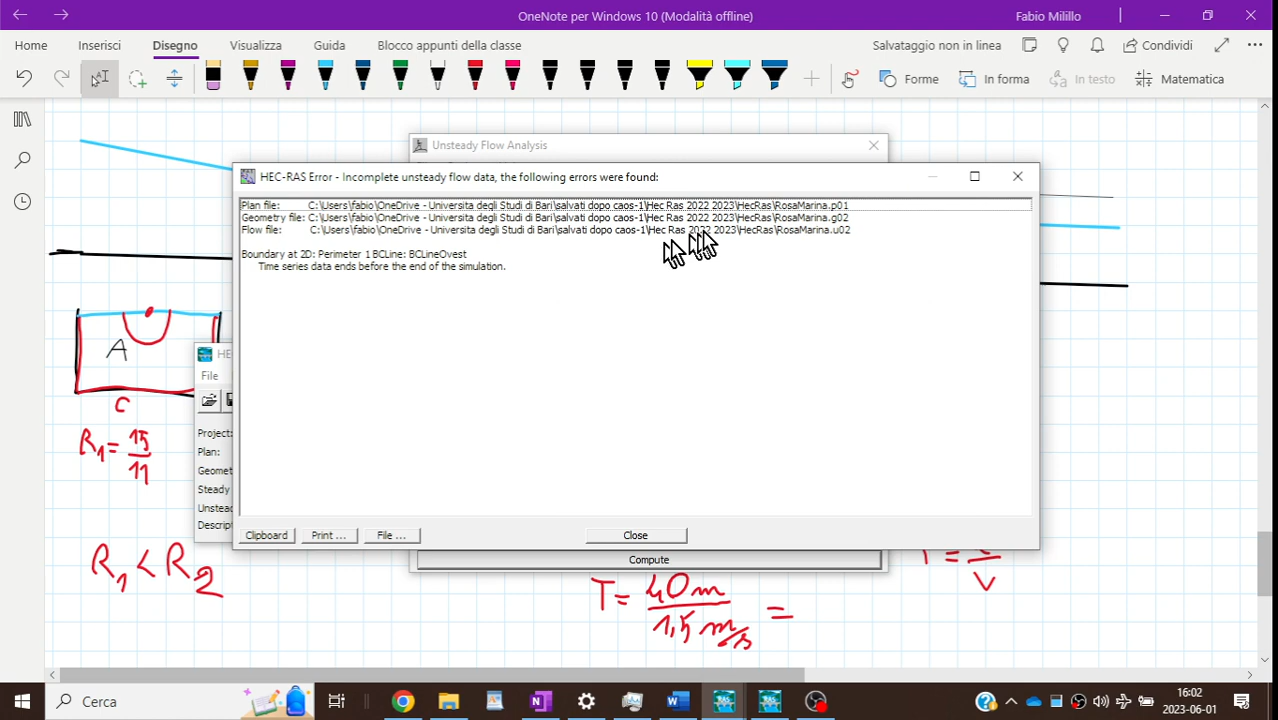 OneNote per Windows 10 (Modalità offline)
Fabio Milillo
Home Inserisci Disegno Visualizza Guida Blocco appunti della classe
Salvataggio non in linea
Condividi
Forme
In forma
In testo
Matematica
Unsteady Flow Analysis
HEC-RAS Error - Incomplete unsteady flow data, the following errors were found:
Plan file: C:\Users\fabio\OneDrive - Universita degli Studi di Bari\salvati dopo caos-1\Hec Ras 2022 2023\HecRas\RosaMarina.p01
Geometry file: C:\Users\fabio\OneDrive - Universita degli Studi di Bari\salvati dopo caos-1\Hec Ras 2022 2023\HecRas\RosaMarina.g02
Flow file: C:\Users\fabio\OneDrive - Universita degli Studi di Bari\salvati dopo caos-1\Hec Ras 2022 2023\HecRas\RosaMarina.u02
Boundary at 2D: Perimeter 1 BCLine: BCLineOvest
Time series data ends before the end of the simulation.
A
C
R1 = 15/11
HE
File
Project:
Plan:
Geomet
Steady
Unstea
Descript
Clipboard Print ... File ... Close
Compute
R1 < R2
T = 40m / 1,5 m/s =
V
Cerca
16:02
2023-06-01